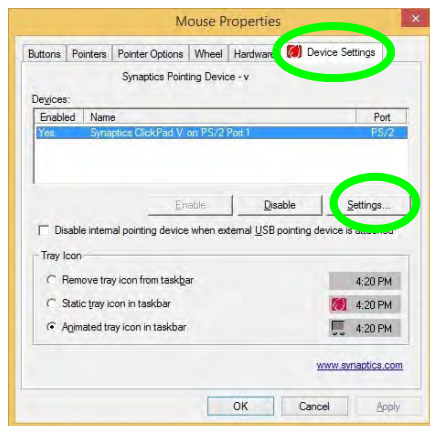 Mouse Properties
Buttons Pointers Pointer Options Wheel Hardware Device Settings
Synaptics Pointing Device - v
Devices:
Enabled Name Port
Yes Synaptics ClickPad V on PS/2 Port 1 PS/2
Enable Disable Settings...
Disable internal pointing device when external USB pointing device is attached
Tray Icon
Remove tray icon from taskbar 4:20 PM
Static tray icon in taskbar 4:20 PM
Animated tray icon in taskbar 4:20 PM
www.synaptics.com
OK Cancel Apply